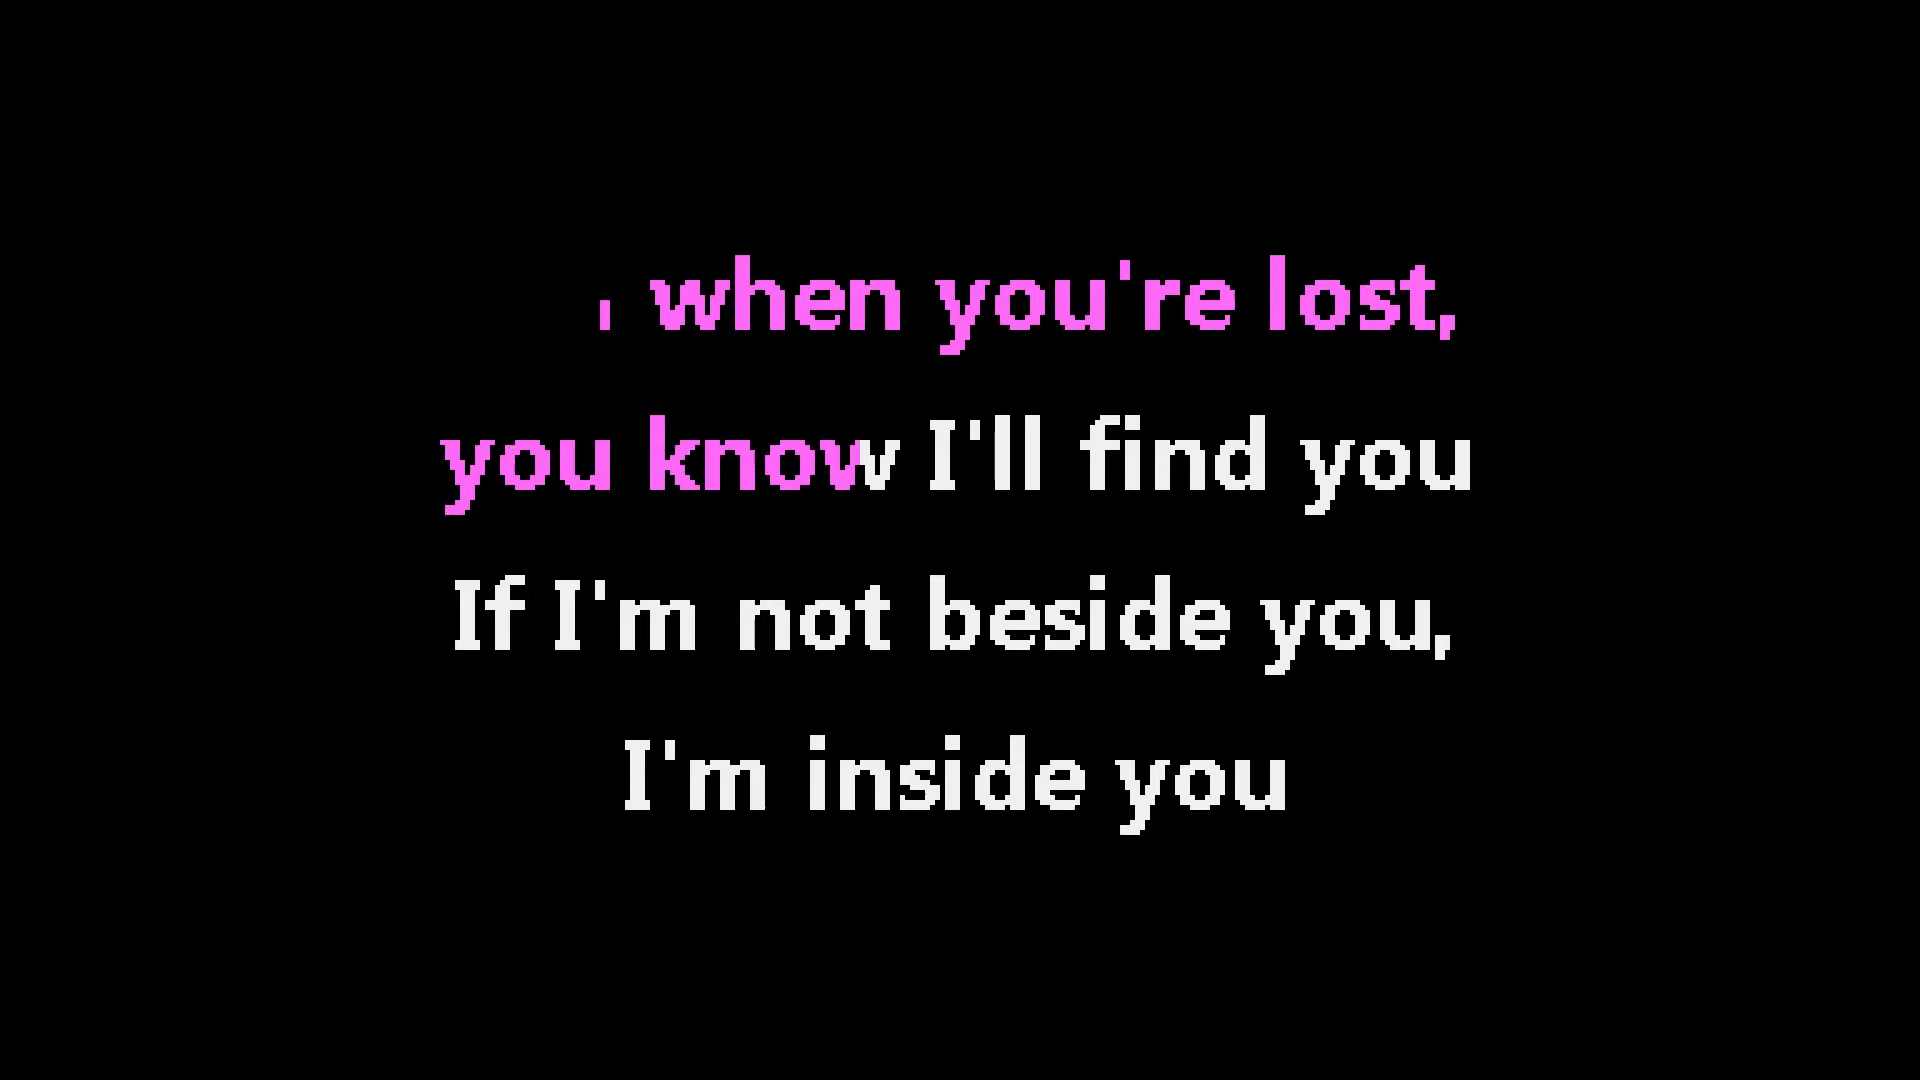 when you're lost,
you know I'll find you
If I'm not beside you,
I'm inside you